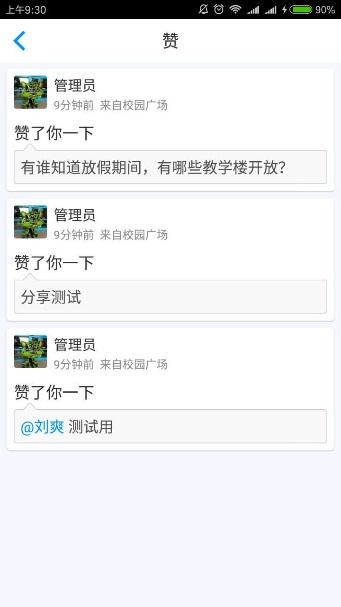 上午9:30
90%
赞
管理员
9分钟前 来自校园广场
赞了你一下
有谁知道放假期间，有哪些教学楼开放?
管理员
9分钟前 来自校园广场
赞了你一下
分享测试
管理员
9分钟前 来自校园广场
赞了你一下
@刘爽 测试用